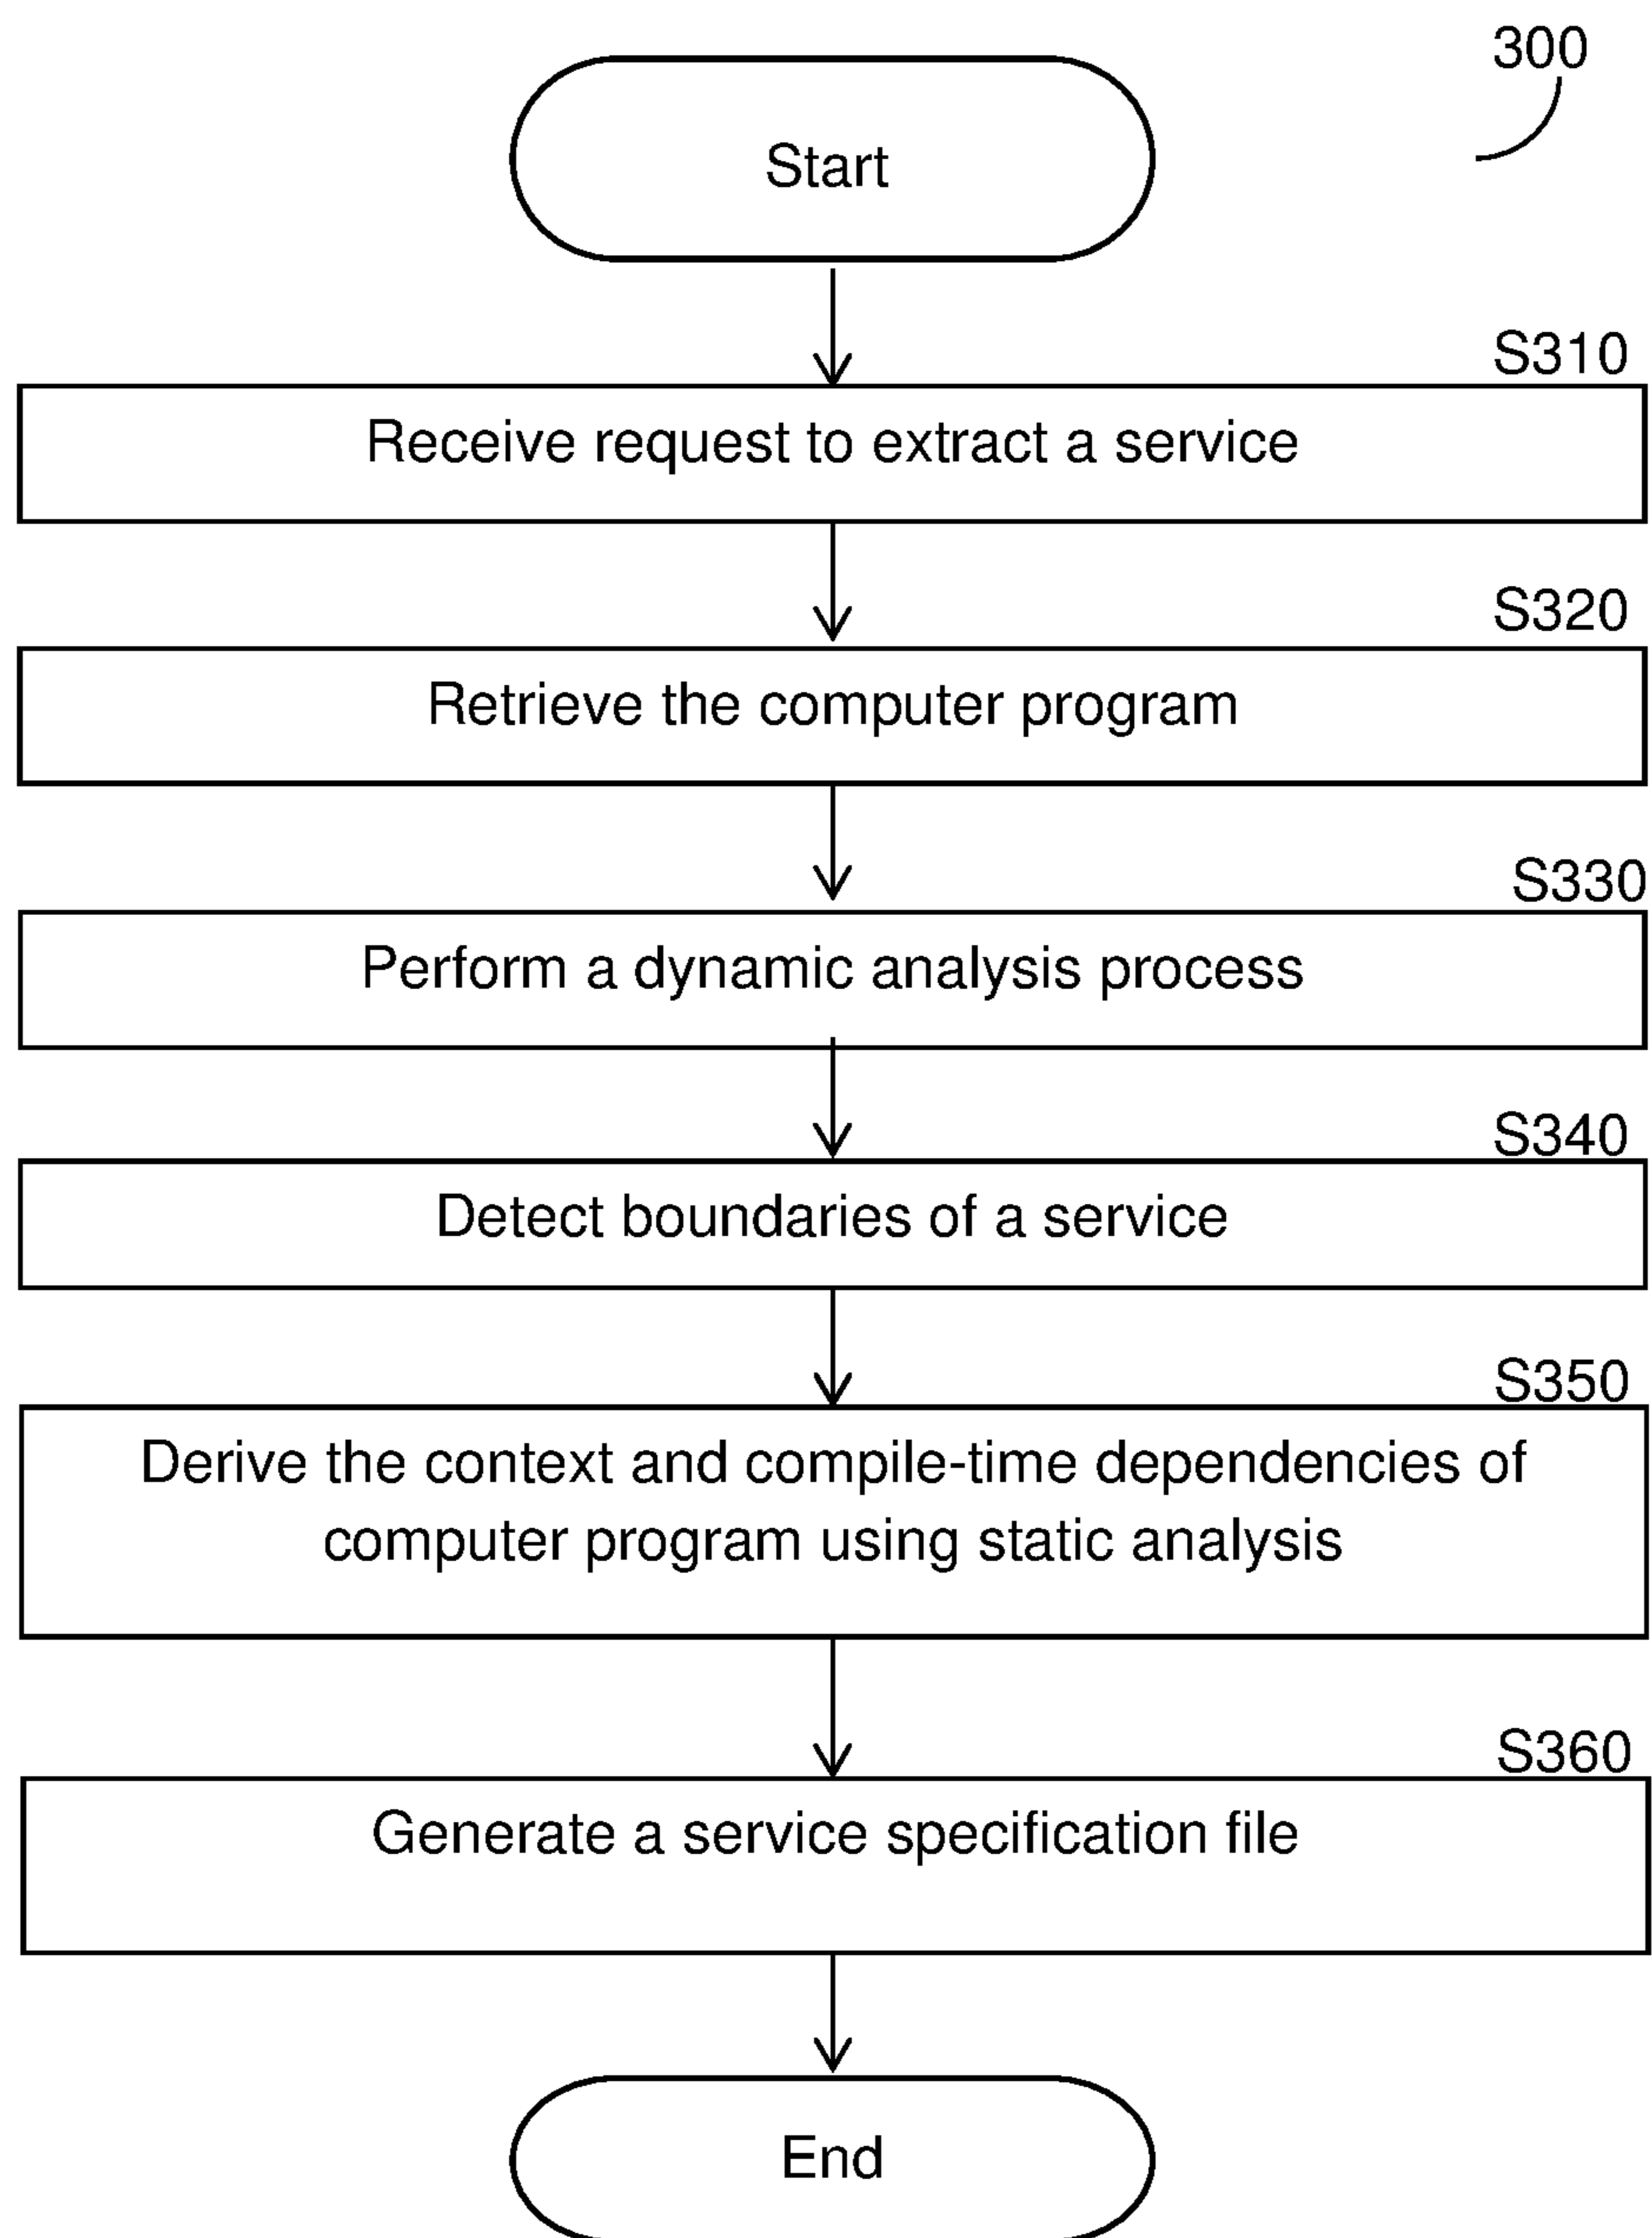 300
Start
S310
Receive request to extract a service
S320
Retrieve the computer program
S330
Perform a dynamic analysis process
S340
Detect boundaries of a service
S350
Derive the context and compile-time dependencies of
computer program using static analysis
S360
Generate a service specification file
End